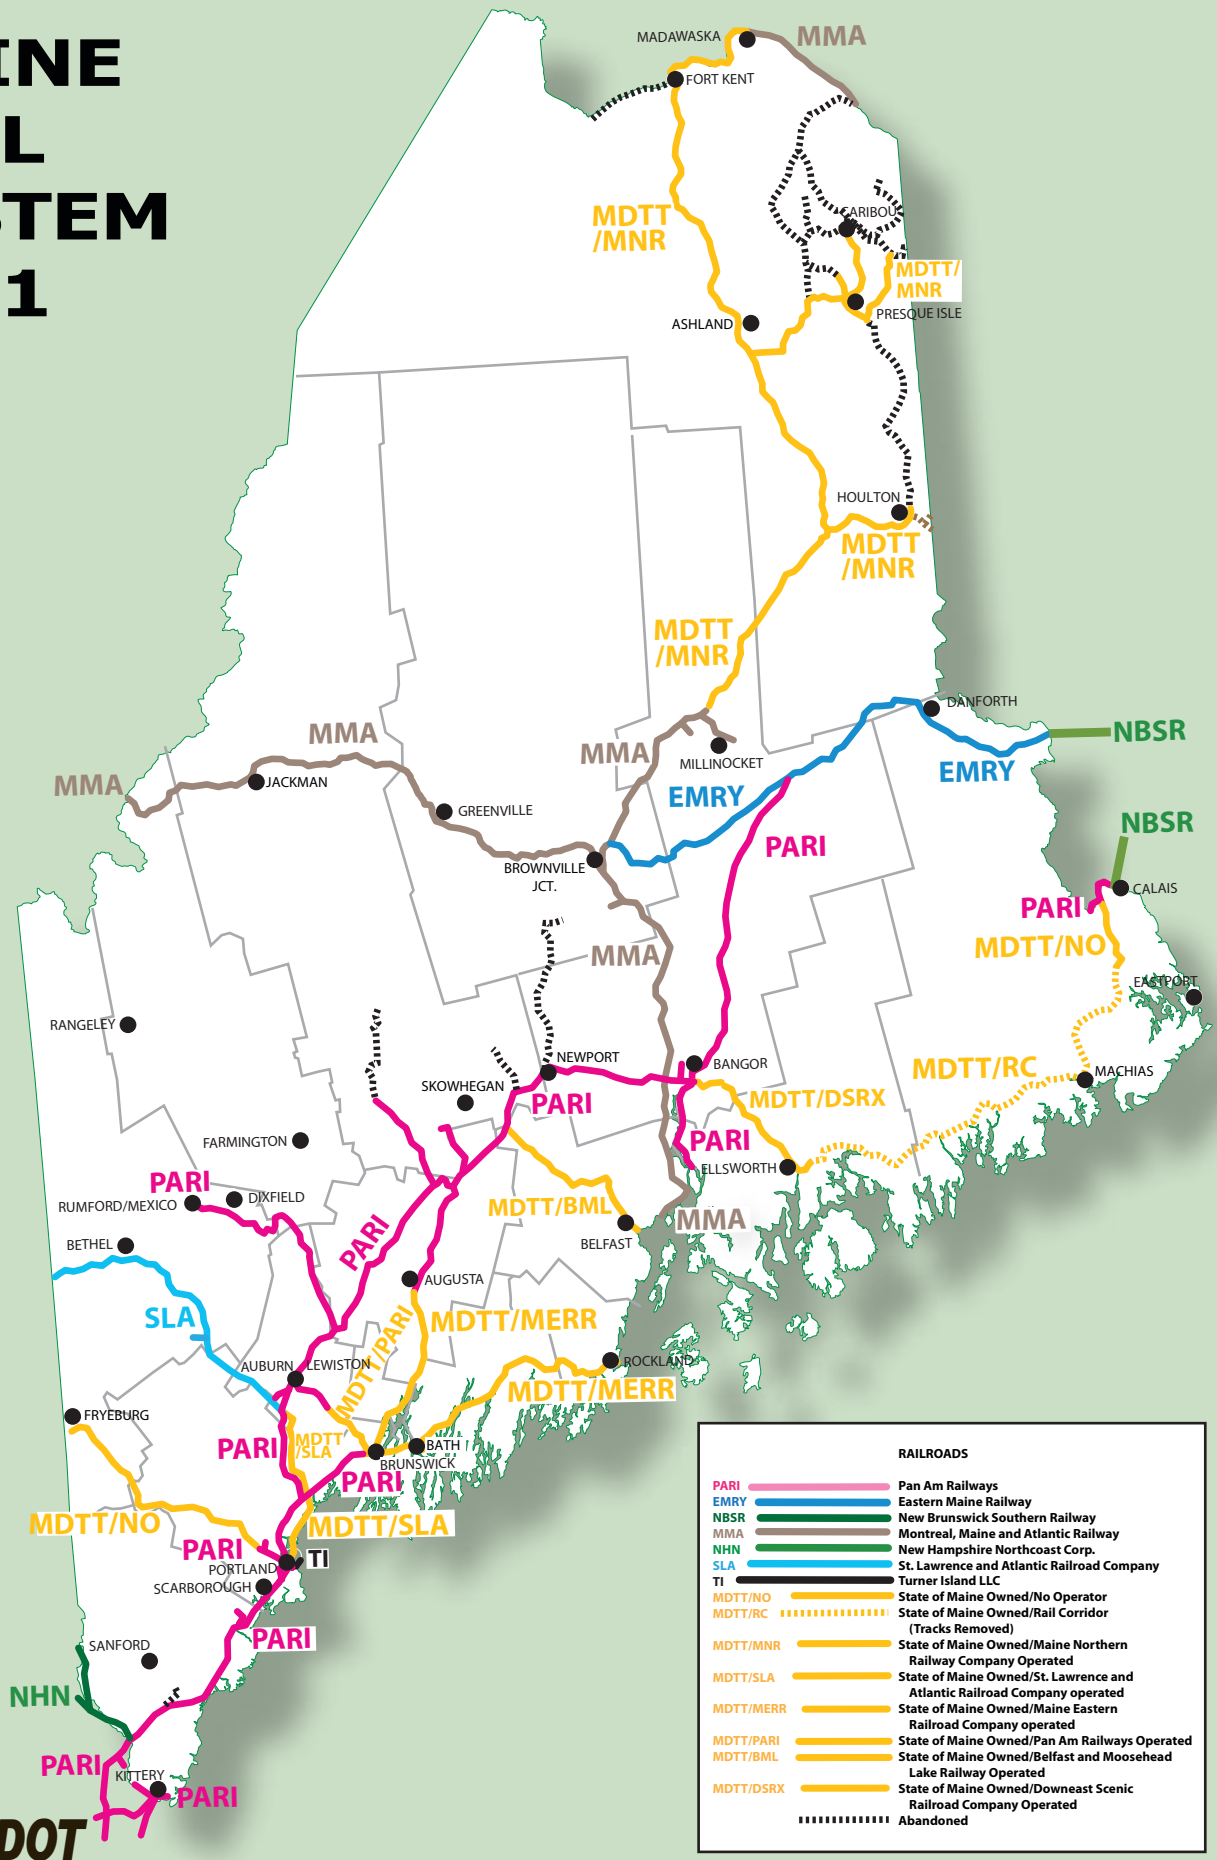 INE
L
STEM
1
MADAWASKA
MMA
FORT KENT
MDTT
/MNR
CARIBOU
MDTT/
MNR
PRESQUE ISLE
ASHLAND
HOULTON
MDTT
/MNR
MDTT
/MNR
DANFORTH
NBSR
MMA
MMA
MILLINOCKET
EMRY
MMA
JACKMAN
EMRY
GREENVILLE
NBSR
PARI
BROWNVILLE
JCT.
CALAIS
PARI
MDTT/NO
MMA
EASTPORT
RANGELEY
NEWPORT
BANGOR
MDTT/RC
MACHIAS
SKOWHEGAN
PARI
MDTT/DSRX
FARMINGTON
PARI
ELLSWORTH
PARI
RUMFORD/MEXICO
DIXFIELD
MDTT/BML
MMA
PARI
BETHEL
BELFAST
AUGUSTA
SLA
MDTT/PARI
MDTT/MERR
AUBURN
LEWISTON
ROCKLAND
MDTT/MERR
FRYEBURG
PARI
MDTT
/SLA
BATH
BRUNSWICK
PARI
MDTT/NO
MDTT/SLA
PARI
PORTLAND
TI
SCARBOROUGH
PARI
SANFORD
NHN
PARI
KITTERY
PARI
DOT
RAILROADS
PARI Pan Am Railways
EMRY Eastern Maine Railway
NBSR New Brunswick Southern Railway
MMA Montreal, Maine and Atlantic Railway
NHN New Hampshire Northcoast Corp.
SLA St. Lawrence and Atlantic Railroad Company
TI Turner Island LLC
MDTT/NO State of Maine Owned/No Operator
MDTT/RC State of Maine Owned/Rail Corridor
(Tracks Removed)
MDTT/MNR State of Maine Owned/Maine Northern
Railway Company Operated
MDTT/SLA State of Maine Owned/St. Lawrence and
Atlantic Railroad Company operated
MDTT/MERR State of Maine Owned/Maine Eastern
Railroad Company operated
MDTT/PARI State of Maine Owned/Pan Am Railways Operated
MDTT/BML State of Maine Owned/Belfast and Moosehead
Lake Railway Operated
MDTT/DSRX State of Maine Owned/Downeast Scenic
Railroad Company Operated
Abandoned